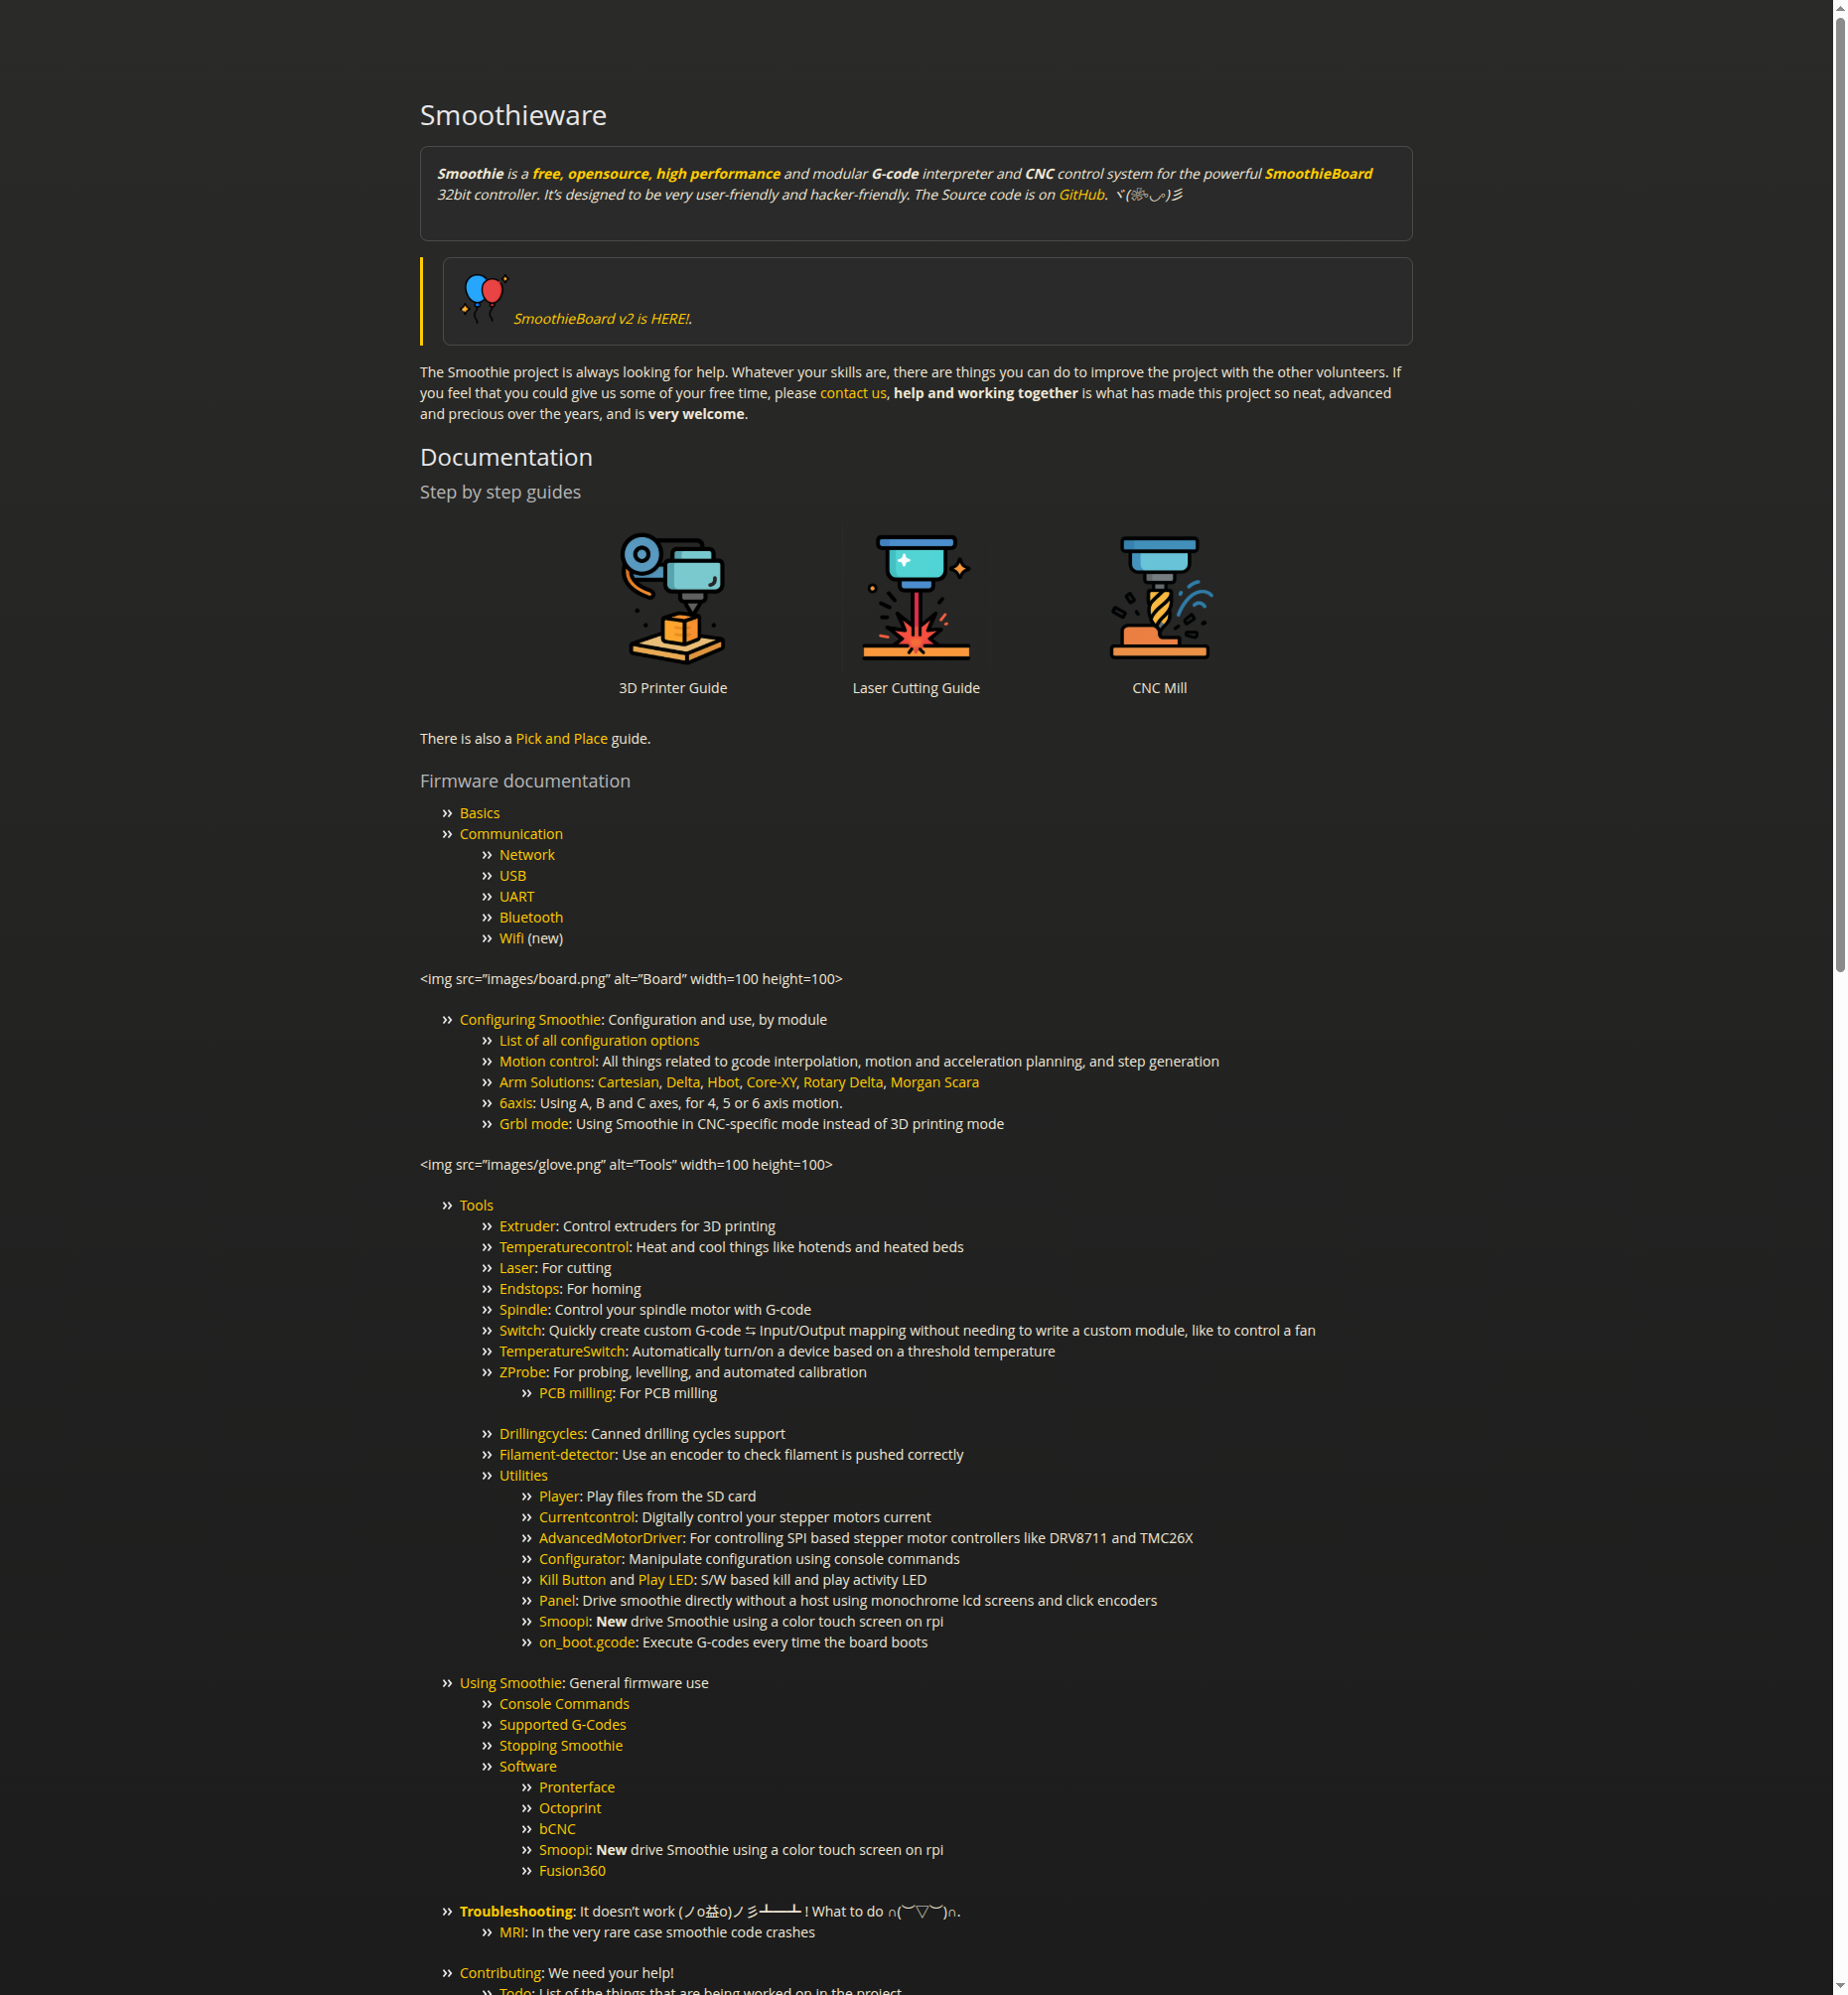 Smoothieware
Smoothie is a free, opensource, high performance and modular G-code interpreter and CNC control system for the powerful SmoothieBoard
32bit controller. It's designed to be very user-friendly and hacker-friendly. The Source code is on GitHub. ヾ(❀◦◡◦)彡
SmoothieBoard v2 is HERE!.
The Smoothie project is always looking for help. Whatever your skills are, there are things you can do to improve the project with the other volunteers. If
you feel that you could give us some of your free time, please contact us, help and working together is what has made this project so neat, advanced
and precious over the years, and is very welcome.
Documentation
Step by step guides
3D Printer Guide
Laser Cutting Guide
CNC Mill
There is also a Pick and Place guide.
Firmware documentation
›› Basics
›› Communication
›› Network
›› USB
›› UART
›› Bluetooth
›› Wifi (new)
<img src=”images/board.png” alt=”Board” width=100 height=100>
›› Configuring Smoothie: Configuration and use, by module
›› List of all configuration options
›› Motion control: All things related to gcode interpolation, motion and acceleration planning, and step generation
›› Arm Solutions: Cartesian, Delta, Hbot, Core-XY, Rotary Delta, Morgan Scara
›› 6axis: Using A, B and C axes, for 4, 5 or 6 axis motion.
›› Grbl mode: Using Smoothie in CNC-specific mode instead of 3D printing mode
<img src=”images/glove.png” alt=”Tools” width=100 height=100>
›› Tools
›› Extruder: Control extruders for 3D printing
›› Temperaturecontrol: Heat and cool things like hotends and heated beds
›› Laser: For cutting
›› Endstops: For homing
›› Spindle: Control your spindle motor with G-code
›› Switch: Quickly create custom G-code ⇆ Input/Output mapping without needing to write a custom module, like to control a fan
›› TemperatureSwitch: Automatically turn/on a device based on a threshold temperature
›› ZProbe: For probing, levelling, and automated calibration
›› PCB milling: For PCB milling
›› Drillingcycles: Canned drilling cycles support
›› Filament-detector: Use an encoder to check filament is pushed correctly
›› Utilities
›› Player: Play files from the SD card
›› Currentcontrol: Digitally control your stepper motors current
›› AdvancedMotorDriver: For controlling SPI based stepper motor controllers like DRV8711 and TMC26X
›› Configurator: Manipulate configuration using console commands
›› Kill Button and Play LED: S/W based kill and play activity LED
›› Panel: Drive smoothie directly without a host using monochrome lcd screens and click encoders
›› Smoopi: New drive Smoothie using a color touch screen on rpi
›› on_boot.gcode: Execute G-codes every time the board boots
›› Using Smoothie: General firmware use
›› Console Commands
›› Supported G-Codes
›› Stopping Smoothie
›› Software
›› Pronterface
›› Octoprint
›› bCNC
›› Smoopi: New drive Smoothie using a color touch screen on rpi
›› Fusion360
›› Troubleshooting: It doesn’t work (ノo益o)ノ彡┻━┻ ! What to do ∩(︶▽︶)∩.
›› MRI: In the very rare case smoothie code crashes
›› Contributing: We need your help!
›› Todo: List of the things that are being worked on in the project